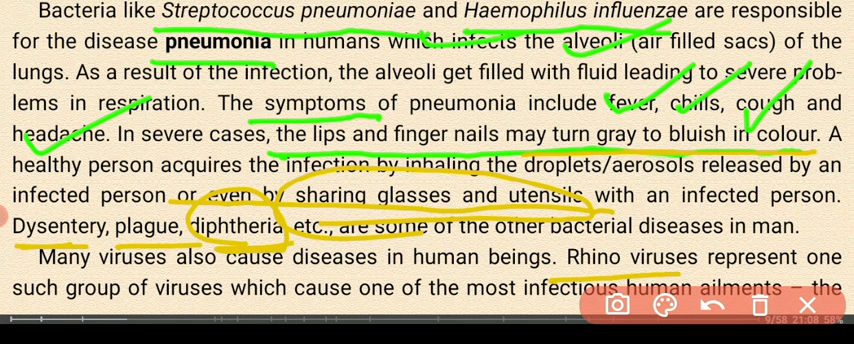 Bacteria like Streptococcus pneumoniae and Haemophilus influenzae are responsible
for the disease pneumonia in humans which infects the alveoli (air filled sacs) of the
lungs. As a result of the infection, the alveoli get filled with fluid leading to severe prob-
lems in respiration. The symptoms of pneumonia include fever, chills, cough and
headache. In severe cases, the lips and finger nails may turn gray to bluish in colour. A
healthy person acquires the infection by inhaling the droplets/aerosols released by an
infected person or even by sharing glasses and utensils with an infected person.
Dysentery, plague, diphtheria, etc., are some of the other bacterial diseases in man.
Many viruses also cause diseases in human beings. Rhino viruses represent one
such group of viruses which cause one of the most infectious human ailments – the
9/58 21:08 58%